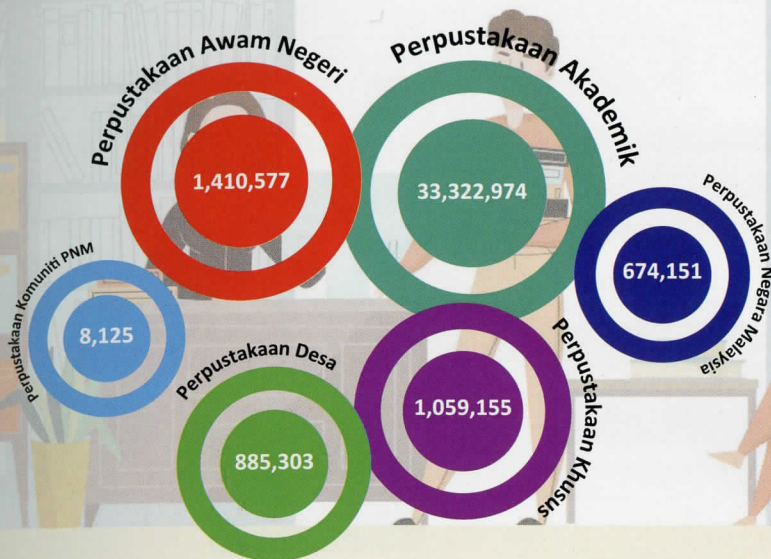 Perpustakaan Awam Negeri
1,410,577
Perpustakaan Akademik
33,322,974
Perpustakaan Negara Malaysia
674,151
Perpustakaan Komuniti PNM
8,125
Perpustakaan Desa
885,303
Perpustakaan Khusus
1,059,155